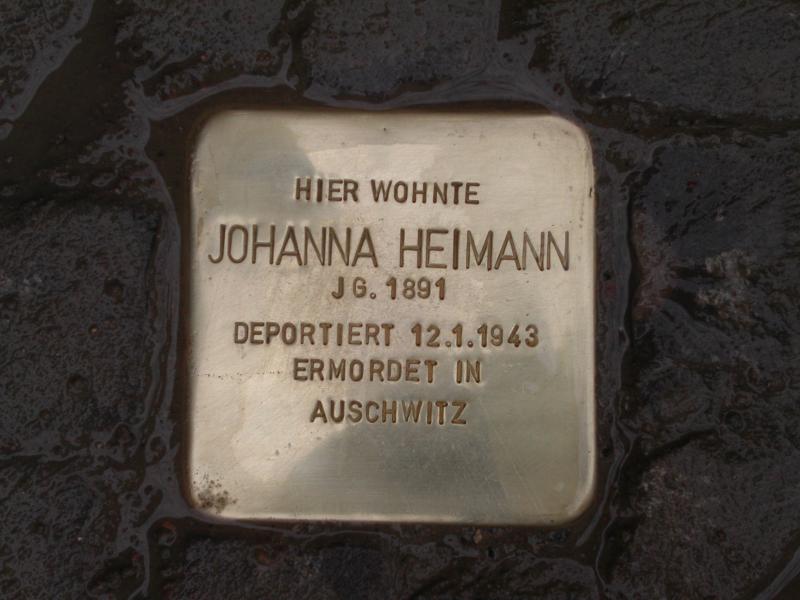 HIER WOHNTE
JOHANNA HEIMANN
JG. 1891
DEPORTIERT 12.1.1943
ERMORDET IN
AUSCHWITZ